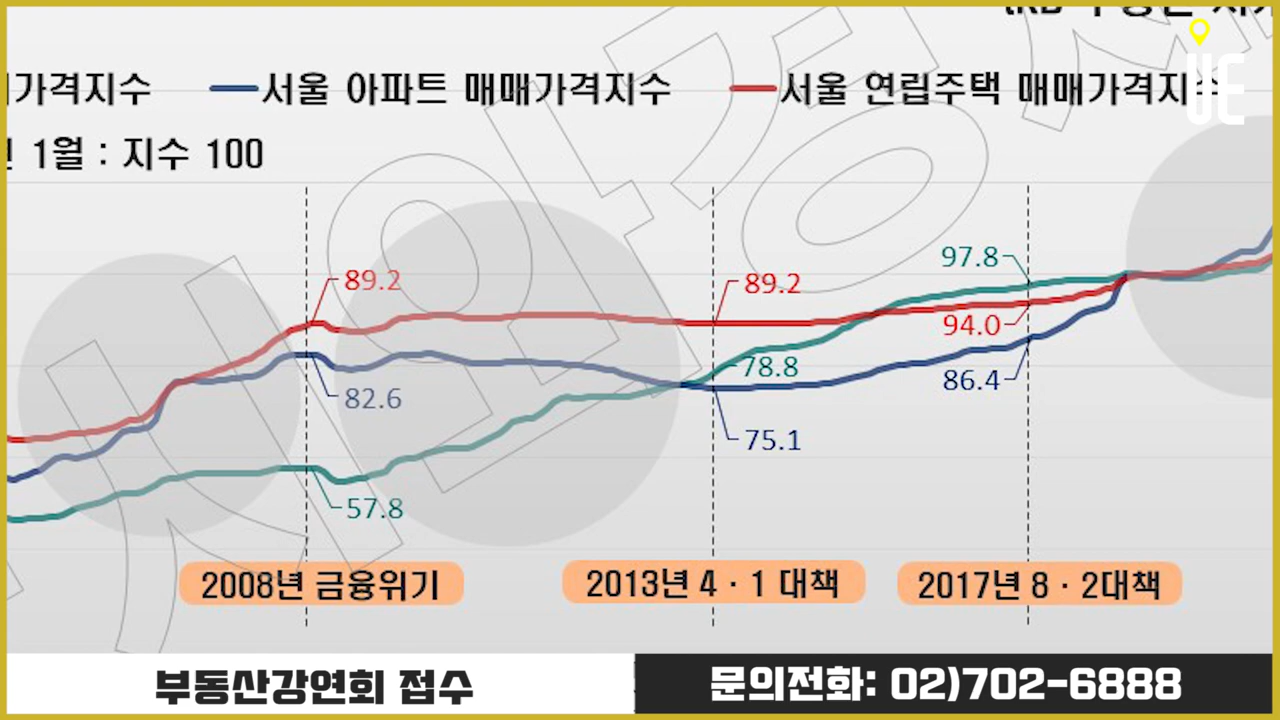 가격지수 서울 아파트 매매가격지수 서울 연립주택 매매가격지수
UE
1월 : 지수 100
97.8
89.2 89.2
94.0
78.8
86.4
82.6
75.1
57.8
2008년 금융위기 2013년 4 · 1 대책 2017년 8 · 2대책
부동산강연회 접수 문의전화: 02)702-6888